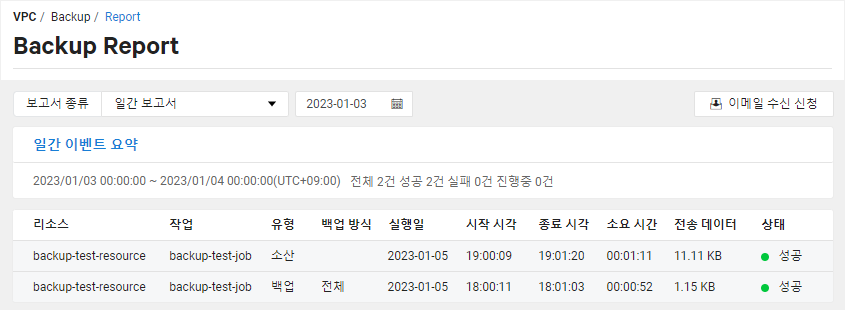 VPC / Backup / Report
Backup Report
보고서 종류 일간 보고서 2023-01-03 이메일 수신 신청
일간 이벤트 요약
2023/01/03 00:00:00 ~ 2023/01/04 00:00:00(UTC+09:00) 전체 2건 성공 2건 실패 0건 진행중 0건
리소스 작업 유형 백업 방식 실행일 시작 시각 종료 시각 소요 시간 전송 데이터 상태
backup-test-resource backup-test-job 소산 2023-01-05 19:00:09 19:01:20 00:01:11 11.11 KB 성공
backup-test-resource backup-test-job 백업 전체 2023-01-05 18:00:11 18:01:03 00:00:52 1.15 KB 성공